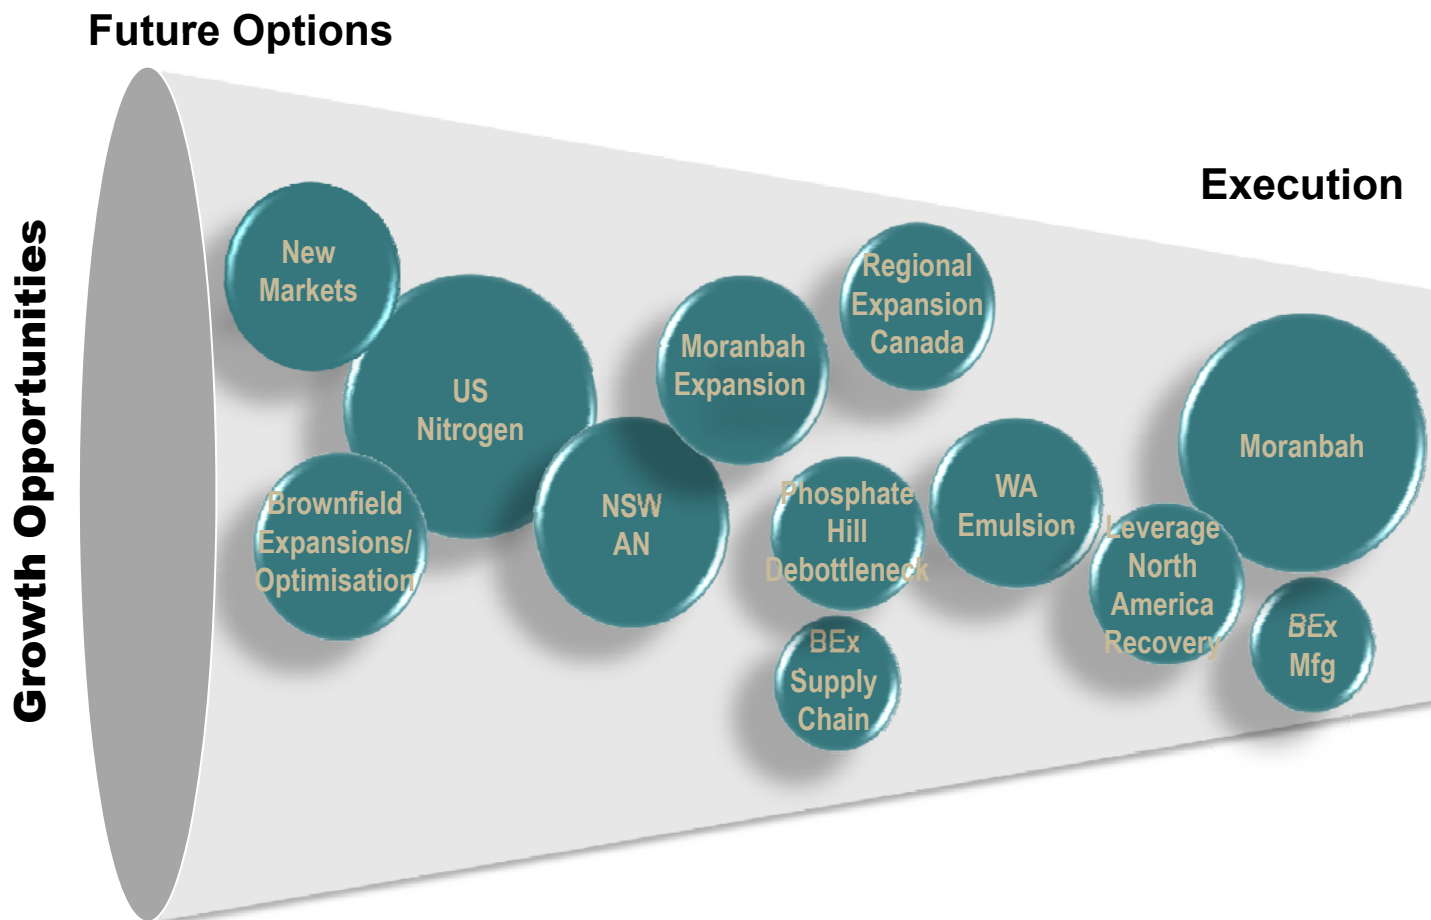 Future Options
Execution
Growth Opportunities
New
Markets
US
Nitrogen
Brownfield
Expansions/
Optimisation
NSW
AN
Moranbah
Expansion
Regional
Expansion
Canada
Phosphate
Hill
Debottleneck
BEx
Supply
Chain
WA
Emulsion
Leverage
North
America
Recovery
Moranbah
BEx
Mfg